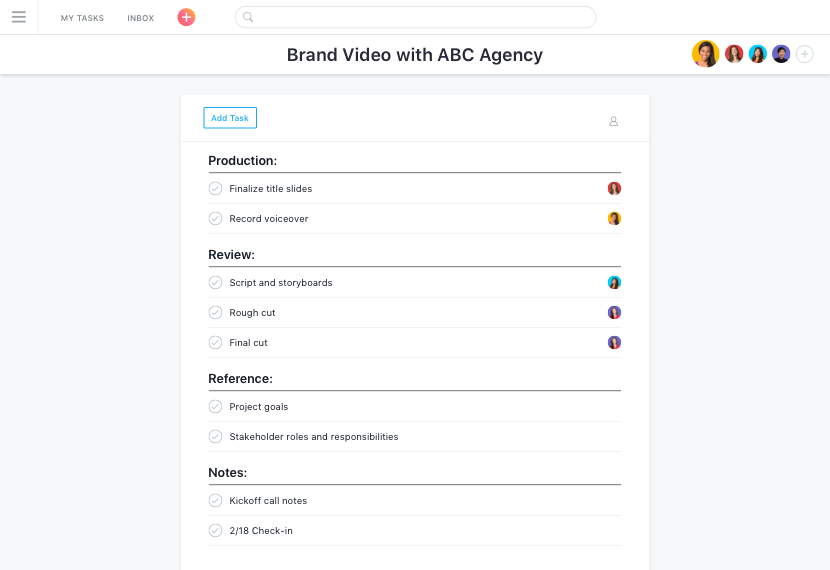 MY TASKS
INBOX
Brand Video with ABC Agency
Add Task
Production:
Finalize title slides
Record voiceover
Review:
Script and storyboards
Rough cut
Final cut
Reference:
Project goals
Stakeholder roles and responsibilities
Notes:
Kickoff call notes
2/18 Check-in